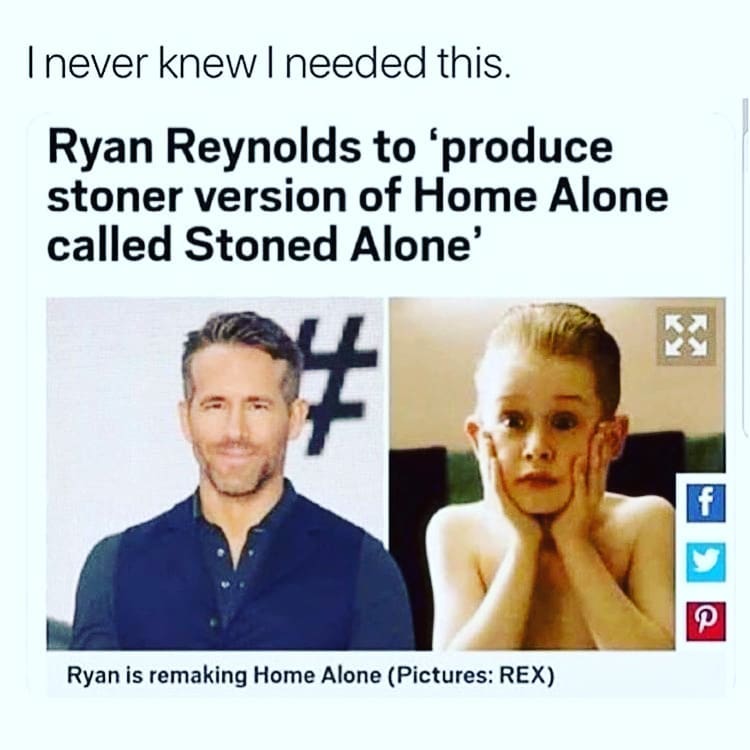 I never knew I needed this.
Ryan Reynolds to ‘produce
stoner version of Home Alone
called Stoned Alone’
#
f
Ryan is remaking Home Alone (Pictures: REX)